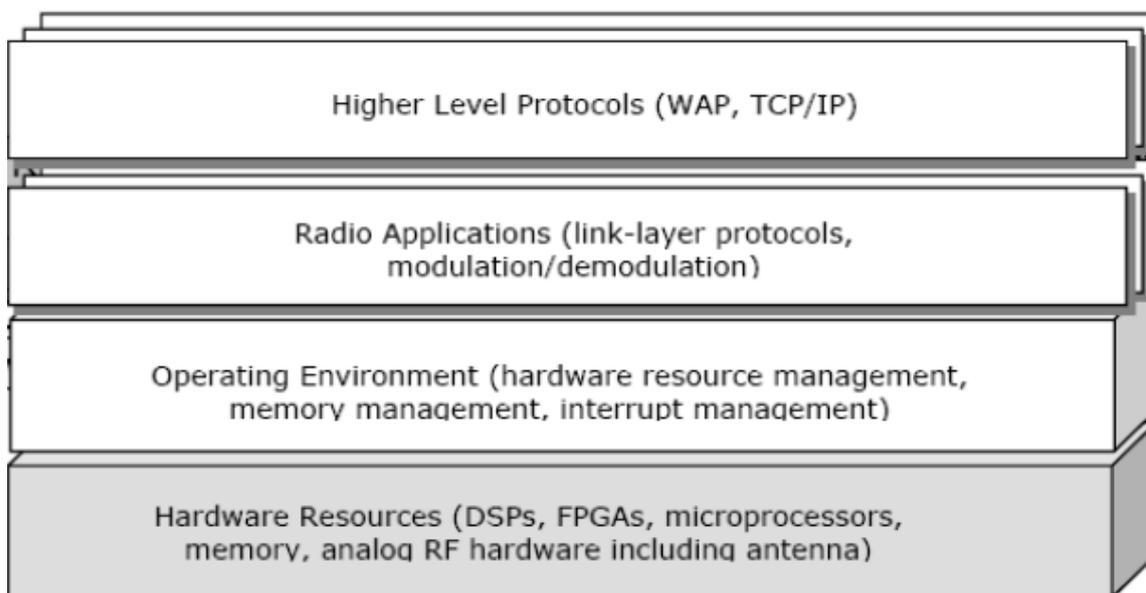 Higher Level Protocols (WAP, TCP/IP)
Radio Applications (link-layer protocols,
modulation/demodulation)
Operating Environment (hardware resource management,
memory management, interrupt management)
Hardware Resources (DSPs, FPGAs, microprocessors,
memory, analog RF hardware including antenna)